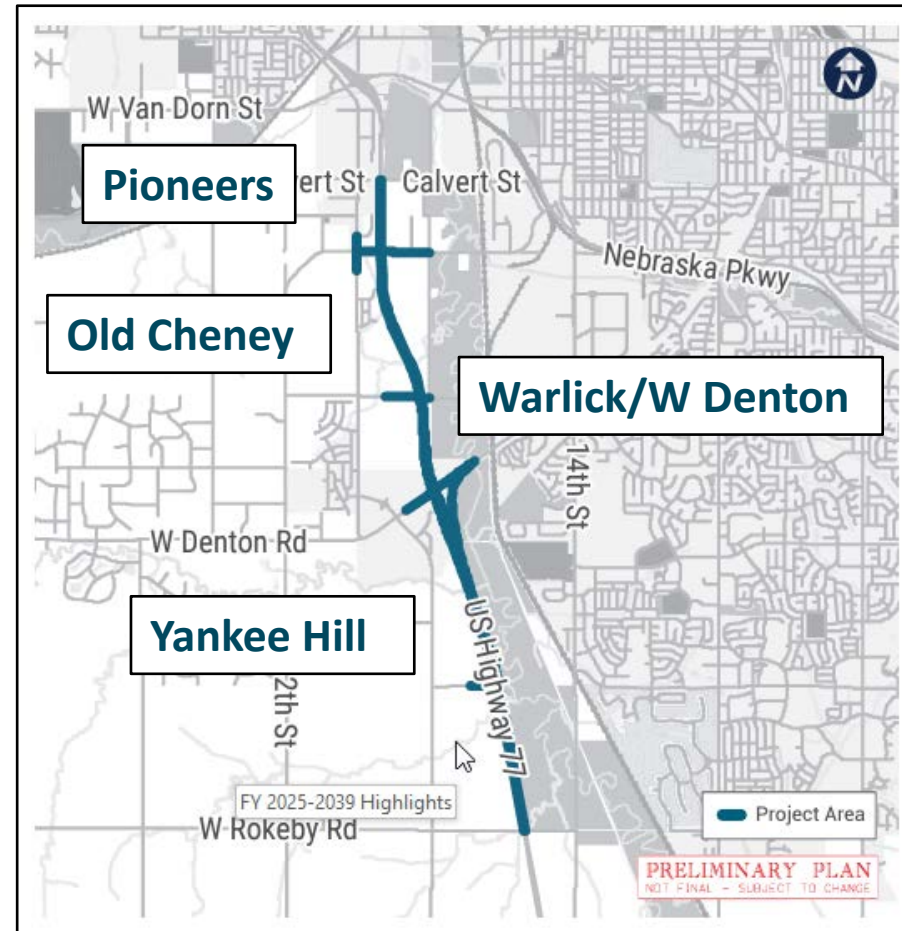 N
W Van Dorn St
Pioneers
vert St
Calvert St
Nebraska Pkwy
Old Cheney
Warlick/W Denton
14th St
W Denton Rd
Yankee Hill
US Highway 77
2th St
FY 2025-2039 Highlights
W Rokeby Rd
Project Area
PRELIMINARY PLAN
NOT FINAL - SUBJECT TO CHANGE